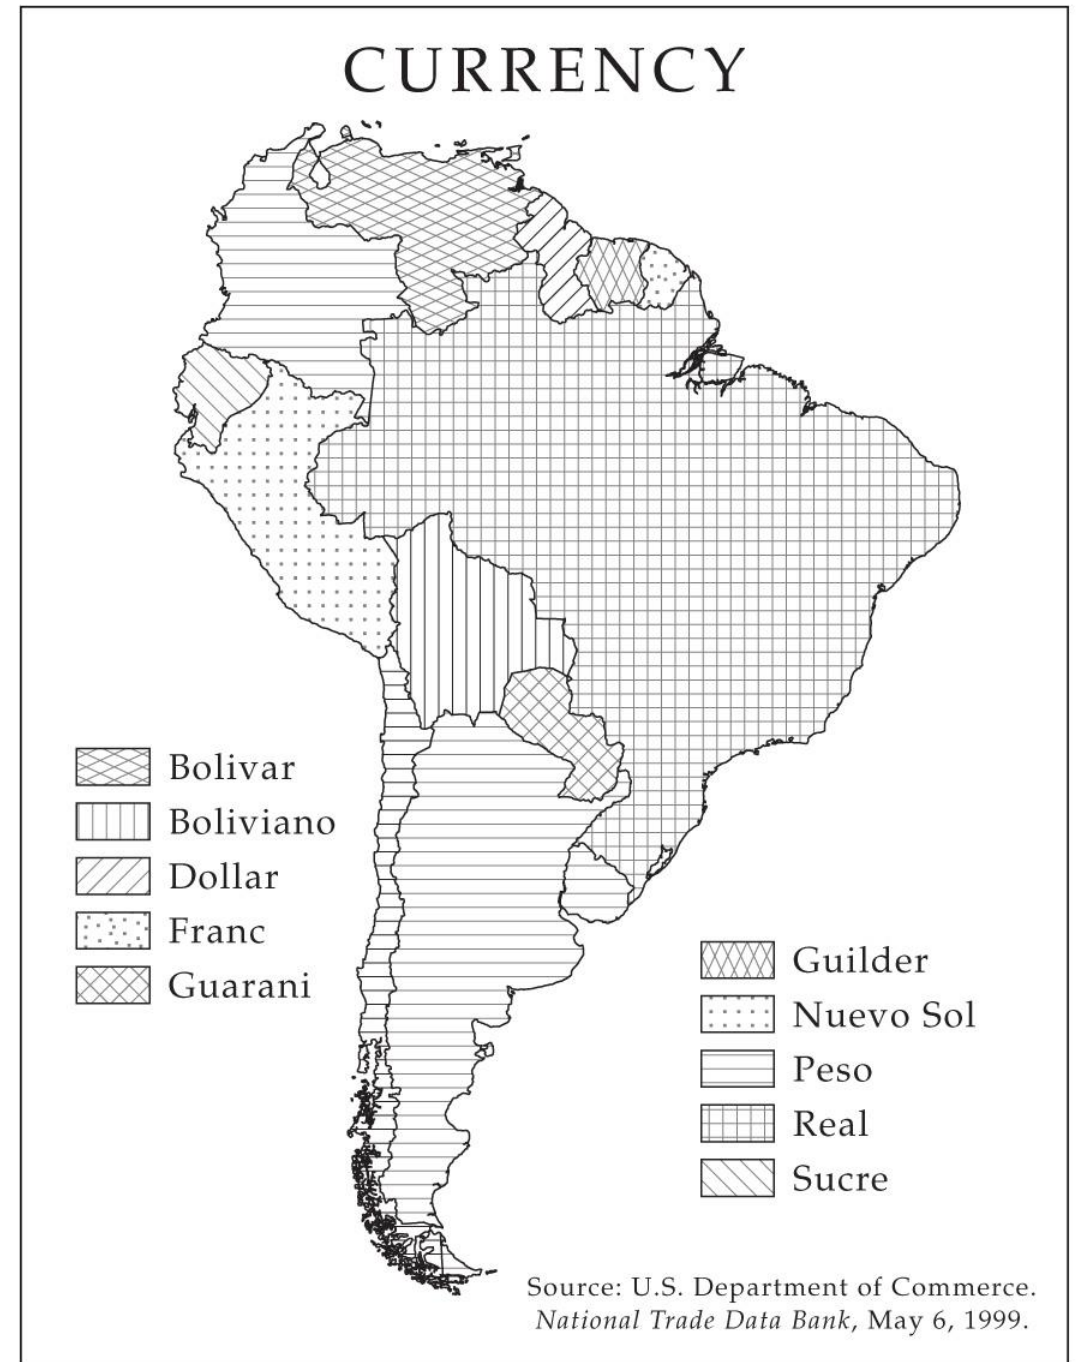 CURRENCY
Bolivar
Boliviano
Dollar
Franc
Guarani
Guilder
Nuevo Sol
Peso
Real
Sucre
Source: U.S. Department of Commerce.
National Trade Data Bank, May 6, 1999.